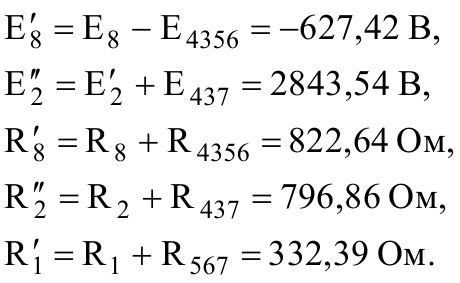 E′₈ = E₈ − E₄₃₅₆ = –627,42 В,
E″₂ = E′₂ + E₄₃₇ = 2843,54 В,
R′₈ = R₈ + R₄₃₅₆ = 822,64 Ом,
R″₂ = R₂ + R₄₃₇ = 796,86 Ом,
R′₁ = R₁ + R₅₆₇ = 332,39 Ом.